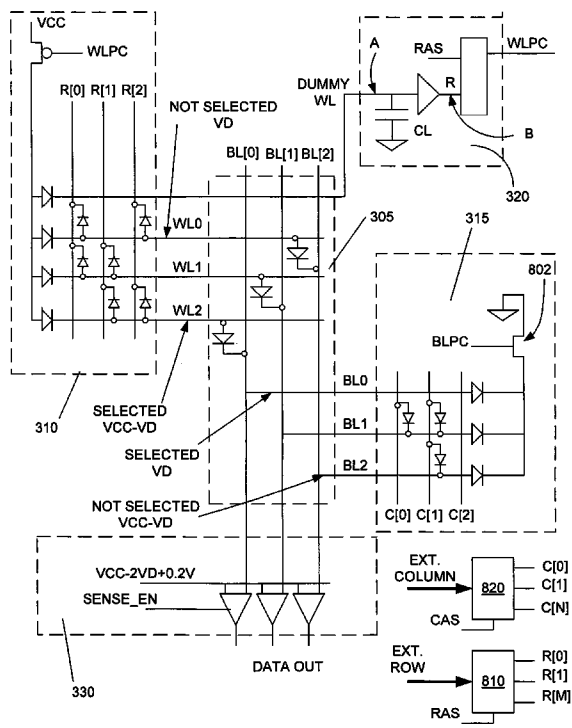 VCC
WLPC
R[0] R[1] R[2]
NOT SELECTED
VD
A
RAS
WLPC
DUMMY
WL
R
CL
B
320
BL[0] BL[1] BL[2]
305
WL0
WL1
WL2
310
SELECTED
VCC-VD
SELECTED
VD
NOT SELECTED
VCC-VD
315
802
BLPC
BL0
BL1
BL2
C[0] C[1] C[2]
VCC-2VD+0.2V
SENSE_EN
DATA OUT
330
EXT.
COLUMN
820
C[0]
C[1]
C[N]
CAS
EXT.
ROW
810
R[0]
R[1]
R[M]
RAS